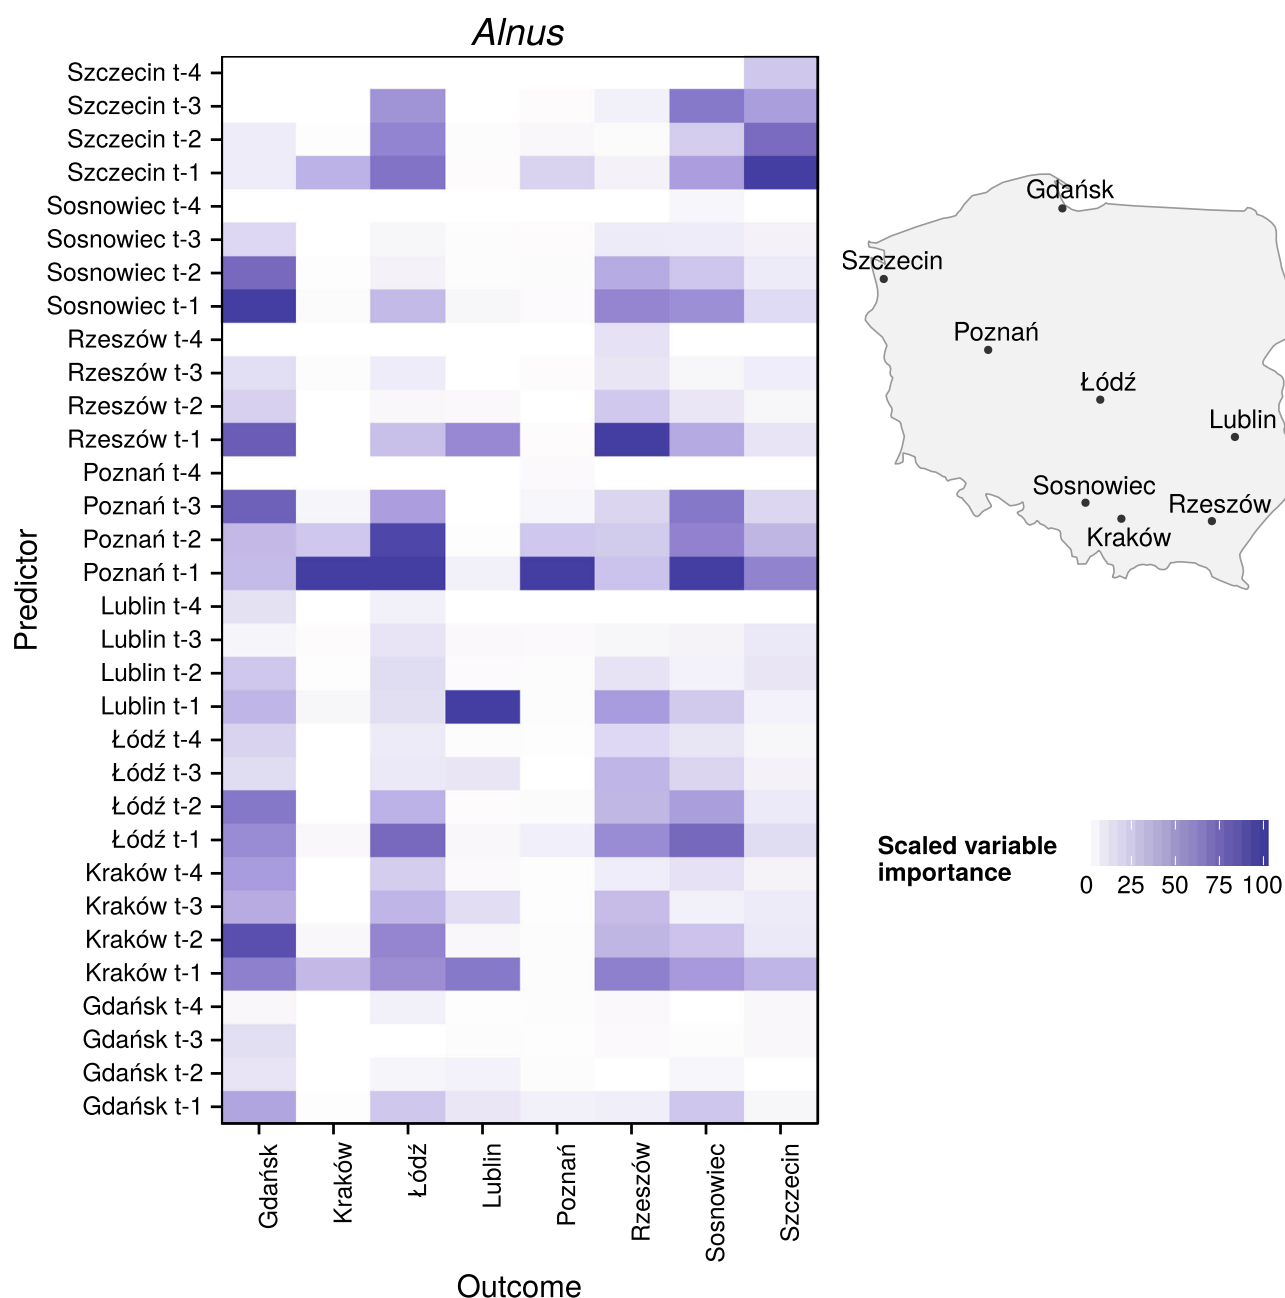 Alnus
Predictor
Szczecin t-4
Szczecin t-3
Szczecin t-2
Szczecin t-1
Sosnowiec t-4
Sosnowiec t-3
Sosnowiec t-2
Sosnowiec t-1
Rzeszów t-4
Rzeszów t-3
Rzeszów t-2
Rzeszów t-1
Poznań t-4
Poznań t-3
Poznań t-2
Poznań t-1
Lublin t-4
Lublin t-3
Lublin t-2
Lublin t-1
Łódź t-4
Łódź t-3
Łódź t-2
Łódź t-1
Kraków t-4
Kraków t-3
Kraków t-2
Kraków t-1
Gdańsk t-4
Gdańsk t-3
Gdańsk t-2
Gdańsk t-1
Gdańsk
Kraków
Łódź
Lublin
Poznań
Rzeszów
Sosnowiec
Szczecin
Outcome
Gdańsk
Szczecin
Poznań
Łódź
Lublin
Sosnowiec
Rzeszów
Kraków
Scaled variable
importance
0 25 50 75 100